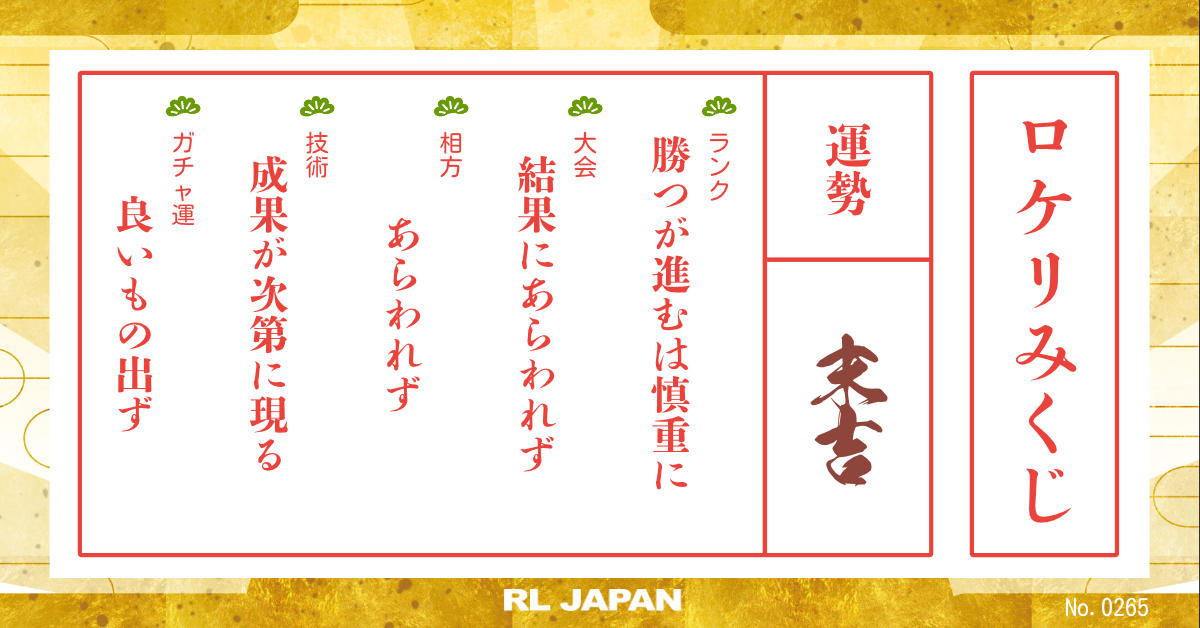 ロケリみくじ
運勢
末吉
ランク
勝つが進むは慎重に
大会
結果にあらわれず
相方
あらわれず
技術
成果が次第に現る
ガチャ運
良いもの出ず
RL JAPAN
No. 0265